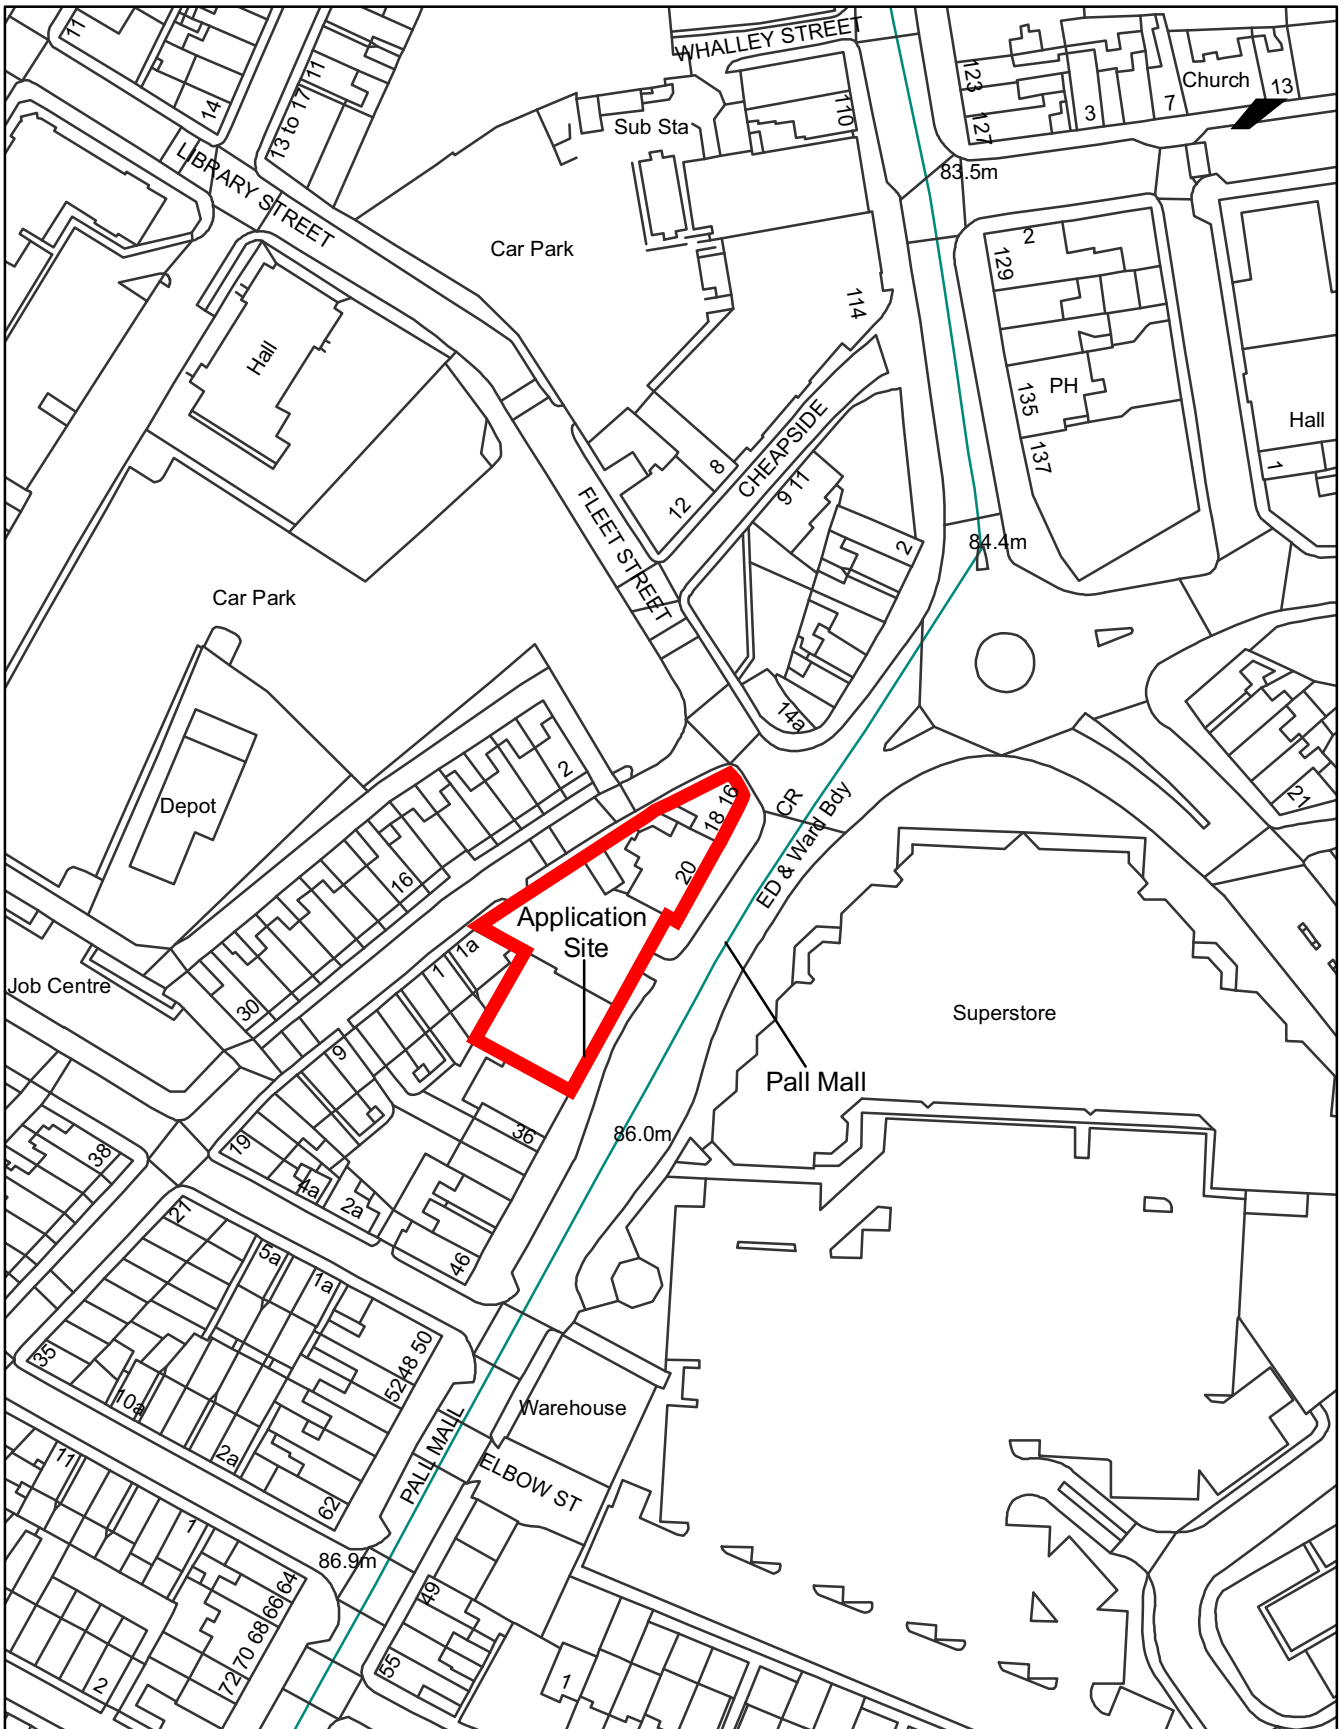 11
14
13 to 17
11
LIBRARY STREET
WHALLEY STREET
Sub Sta
110
123
127
3
7
Church
13
83.5m
Car Park
Hall
114
2
129
135
PH
137
Hall
1
CHEAPSIDE
8
12
9 11
2
84.4m
FLEET STREET
Car Park
14a
2
Depot
16
30
16
18
20
CR
ED & Ward Bdy
21
Application
Site
1a
1
9
19
Job Centre
Superstore
Pall Mall
86.0m
36
38
4a
2a
46
21
5a
1a
35
10a
2a
50
48
52
62
Warehouse
PALL MALL
ELBOW ST
11
1
86.9m
64
66
68
70
72
2
49
55
1